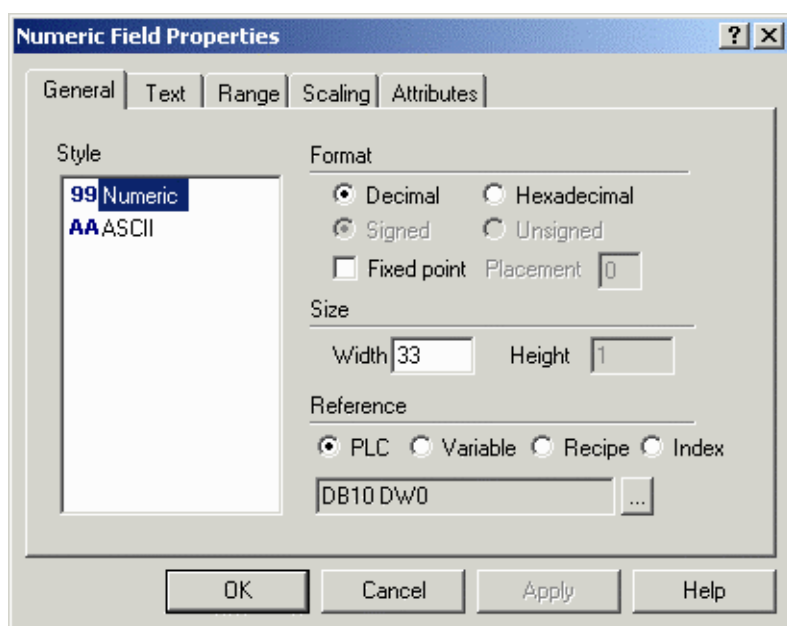 Numeric Field Properties
General Text Range Scaling Attributes
Style
99 Numeric
AA ASCII
Format
Decimal Hexadecimal
Signed Unsigned
Fixed point Placement 0
Size
Width 33 Height 1
Reference
PLC Variable Recipe Index
DB10 DW0 ...
OK Cancel Apply Help